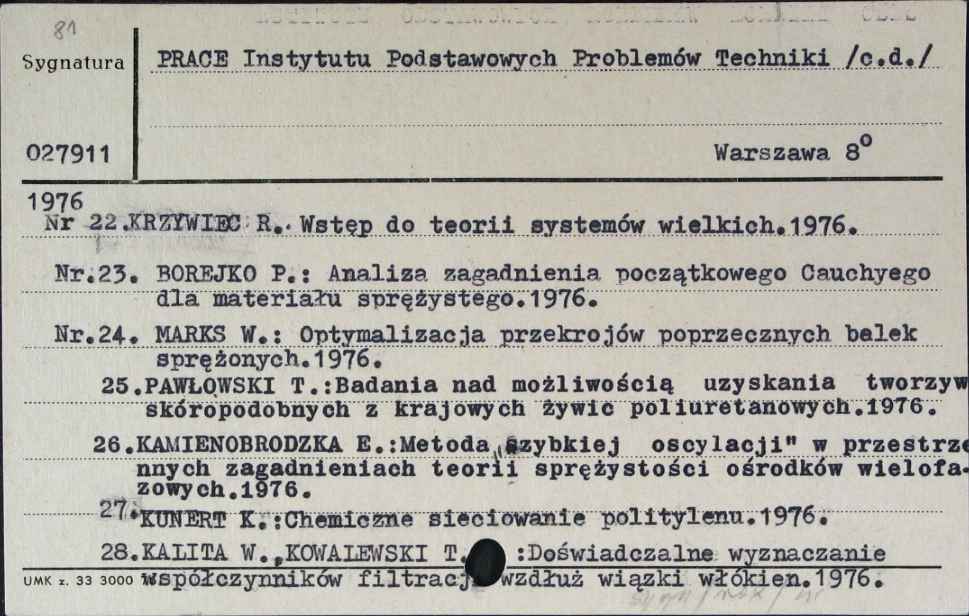 81
Sygnatura
PRACE Instytutu Podstawowych Problemów Techniki /c.d./
027911
Warszawa 8°
1976
Nr 22.KRZYWIEC R.. Wstęp do teorii systemów wielkich.1976.
Nr.23. BOREJKO P.: Analiza zagadnienia początkowego Cauchyego
dla materiału sprężystego.1976.
Nr.24. MARKS W.: Optymalizacja przekrojów poprzecznych belek
sprężonych.1976.
25.PAWŁOWSKI T.:Badania nad możliwością uzyskania tworzyw
skóropodobnych z krajowych żywic poliuretanowych.1976.
26.KAMIENOBRODZKA E.:Metoda „szybkiej oscylacji" w przestrze
nnych zagadnieniach teorii sprężystości ośrodków wielofa-
zowych.1976.
27.KUNERT K.:Chemiczne sieciowanie politylenu.1976.
28.KALITA W.,KOWALEWSKI T. :Doświadczalne wyznaczanie
UMK z. 33 3000 współczynników filtracj wzdłuż wiązki włókien.1976.